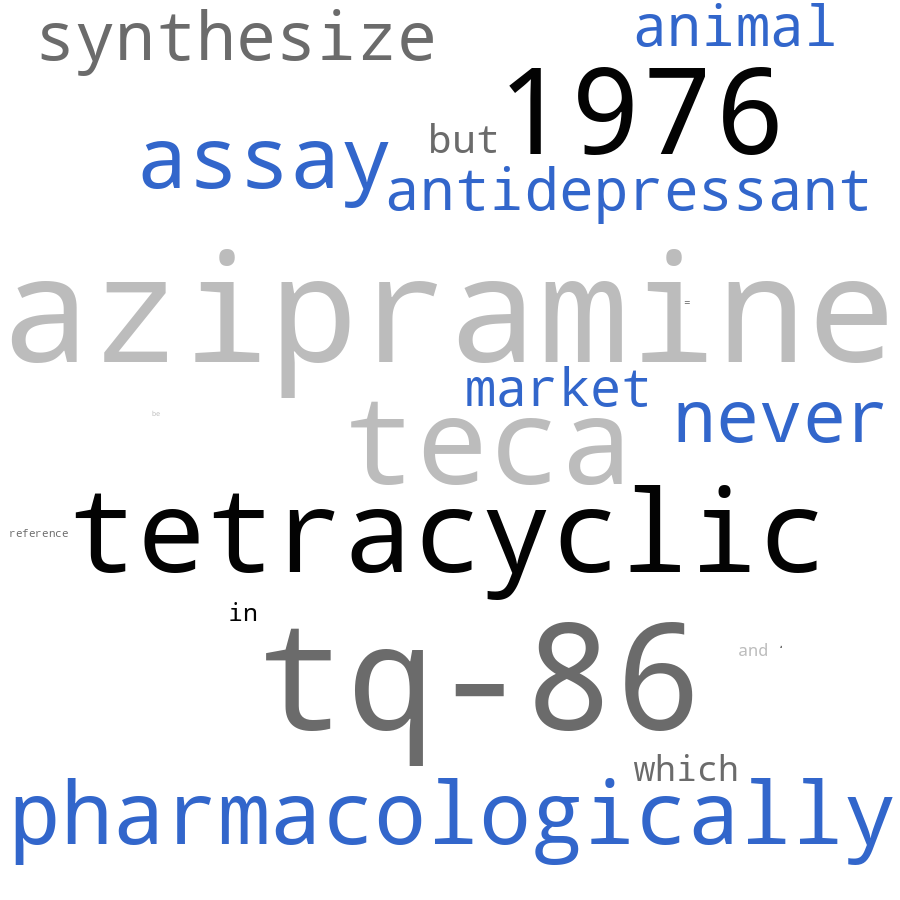 synthesize
animal
1976
but
assay
antidepressant
azipramine
=
market
never
be
teca
tetracyclic
reference
in
tq-86
and
.
which
pharmacologically